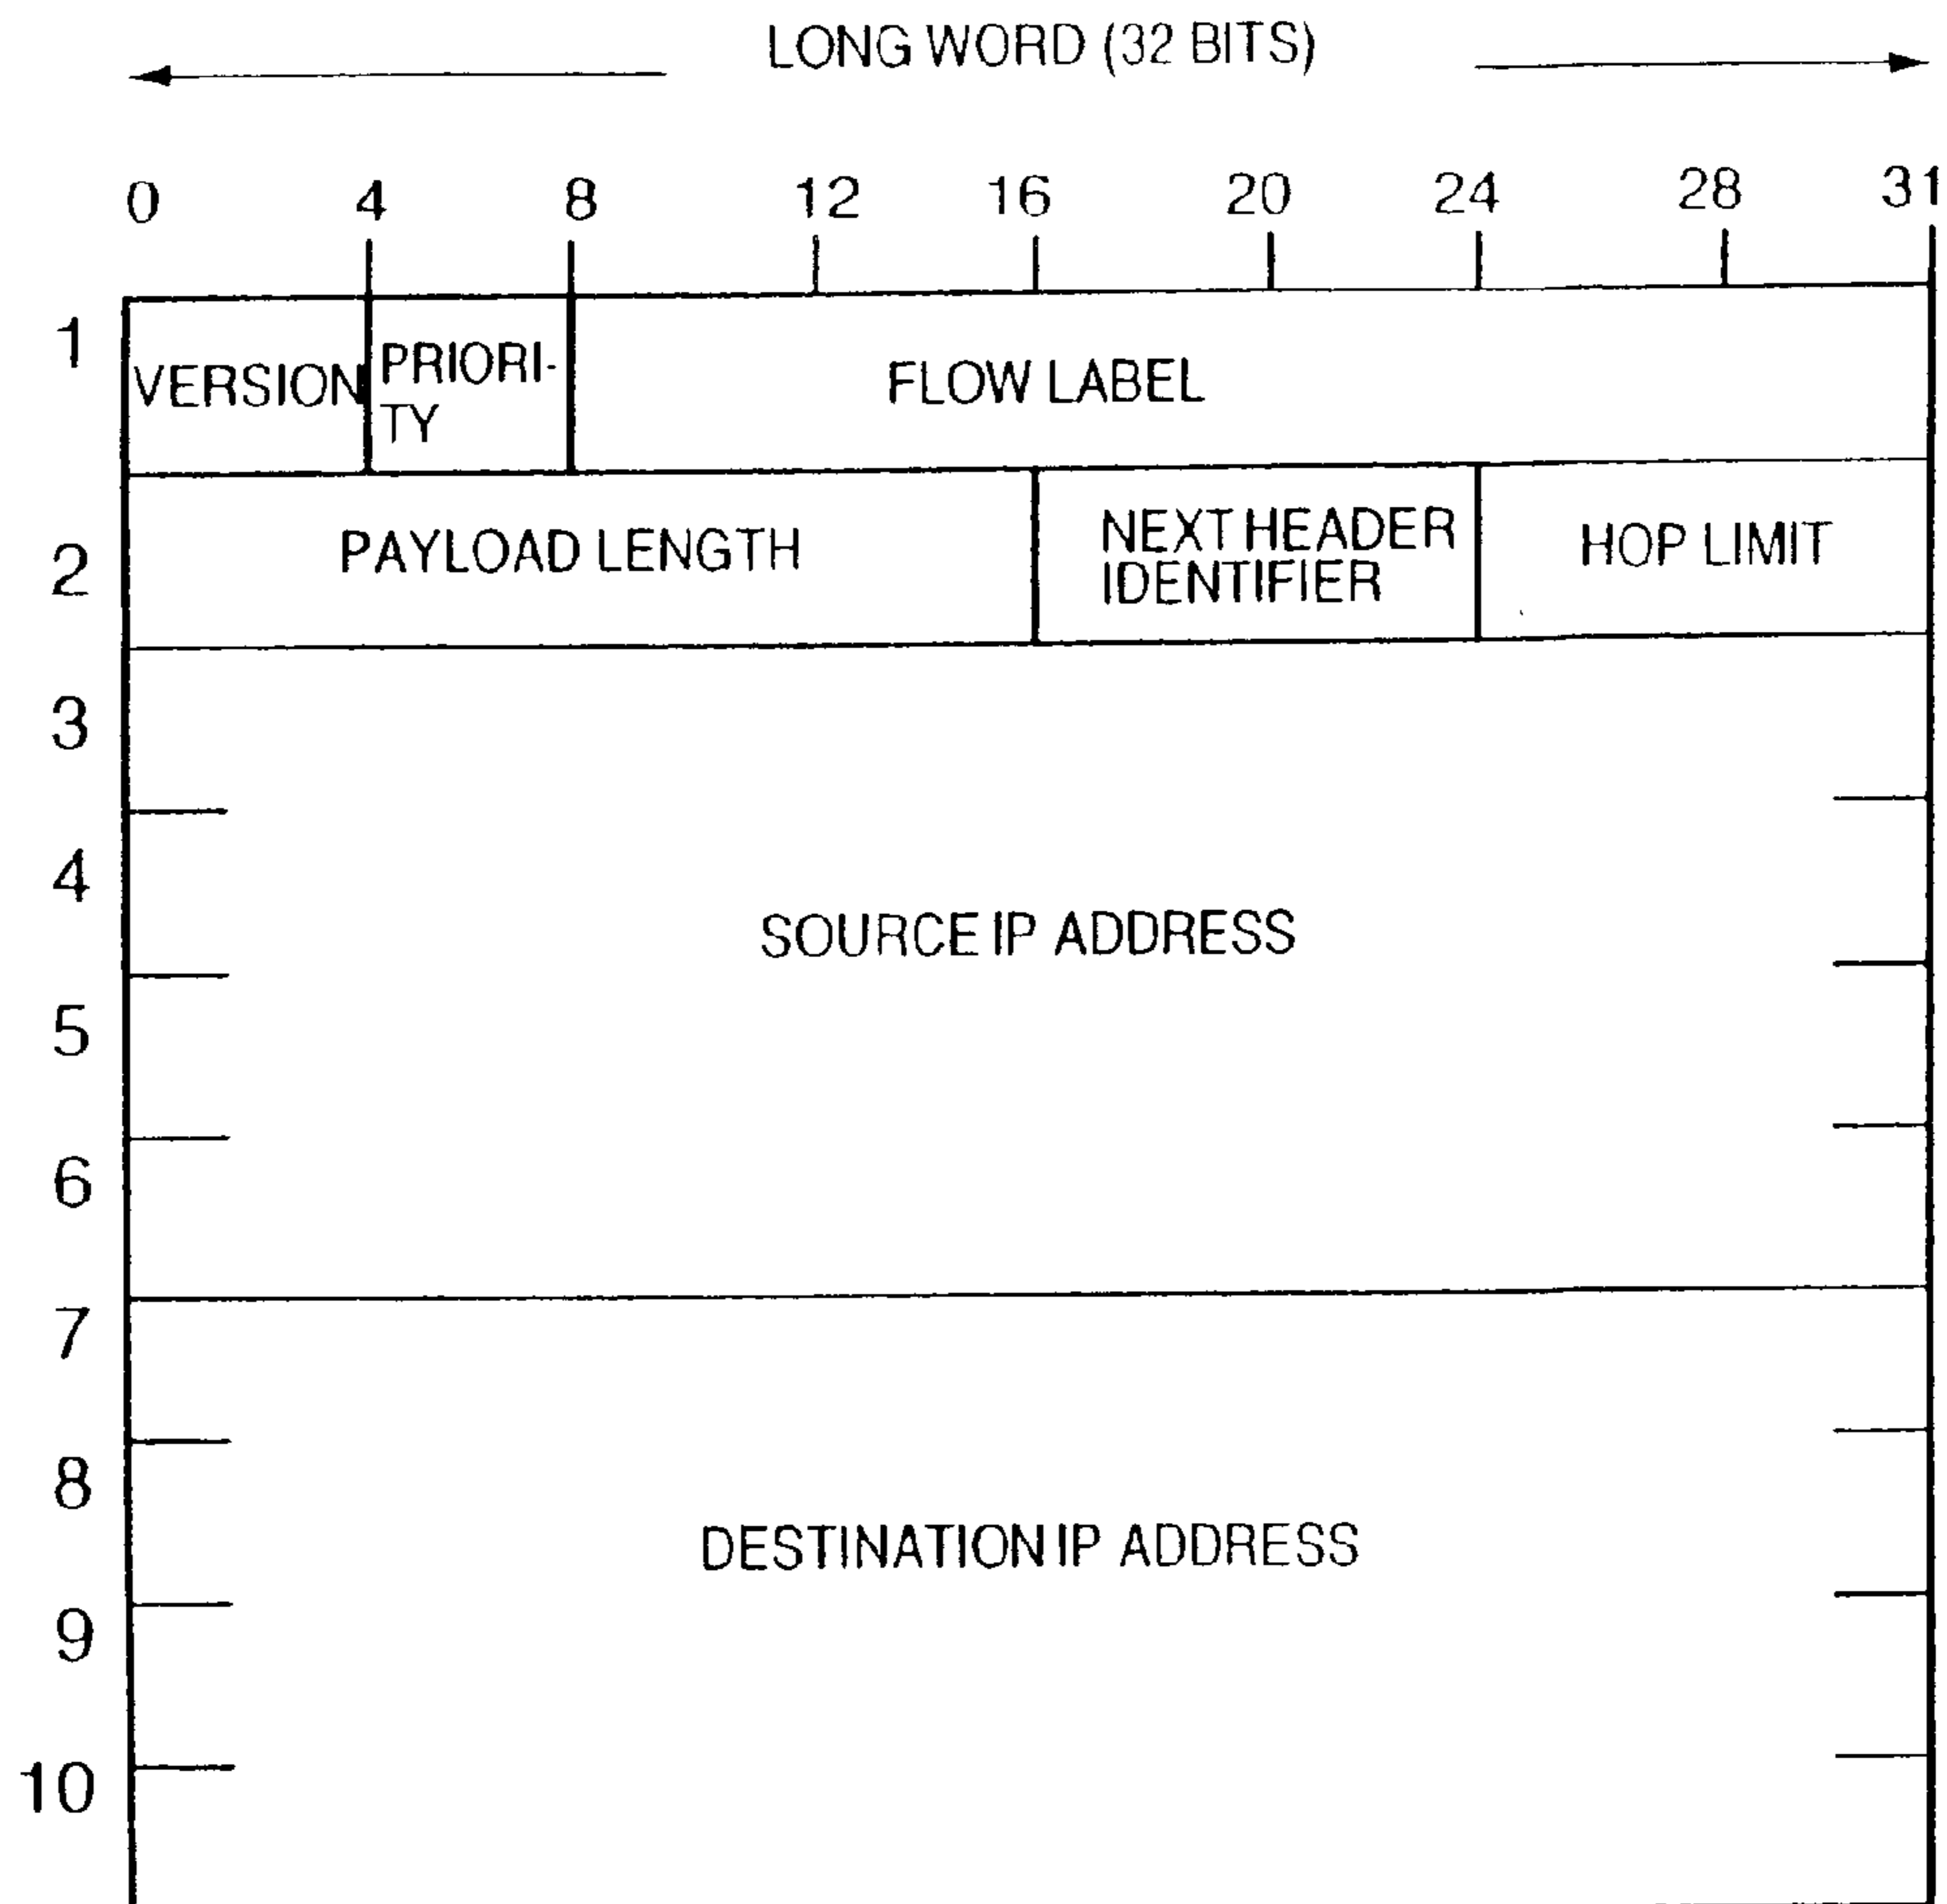 LONG WORD (32 BITS)
0 4 8 12 16 20 24 28 31
1
VERSION
PRIORI-
TY
FLOW LABEL
2
PAYLOAD LENGTH
NEXT HEADER
IDENTIFIER
HOP LIMIT
3
4
SOURCE IP ADDRESS
5
6
7
8
DESTINATION IP ADDRESS
9
10